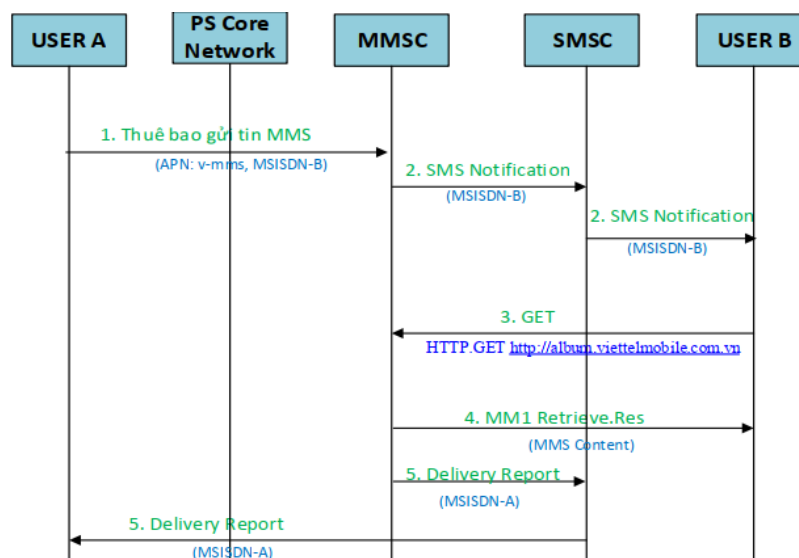 USER A
PS Core
Network
MMSC
SMSC
USER B
1. Thuê bao gửi tin MMS
(APN: v-mms, MSISDN-B)
2. SMS Notification
(MSISDN-B)
2. SMS Notification
(MSISDN-B)
3. GET
HTTP.GET http://album.viettelmobile.com.vn
4. MM1 Retrieve.Res
(MMS Content)
5. Delivery Report
(MSISDN-A)
5. Delivery Report
(MSISDN-A)